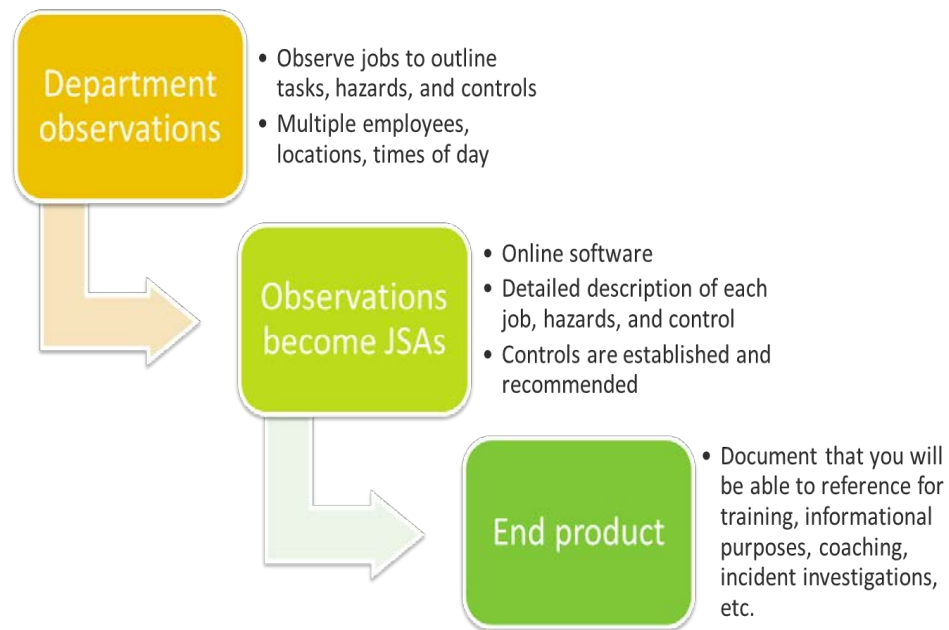 Department
observations
• Observe jobs to outline
tasks, hazards, and controls
• Multiple employees,
locations, times of day
Observations
become JSAs
• Online software
• Detailed description of each
job, hazards, and control
• Controls are established and
recommended
End product
• Document that you will
be able to reference for
training, informational
purposes, coaching,
incident investigations,
etc.